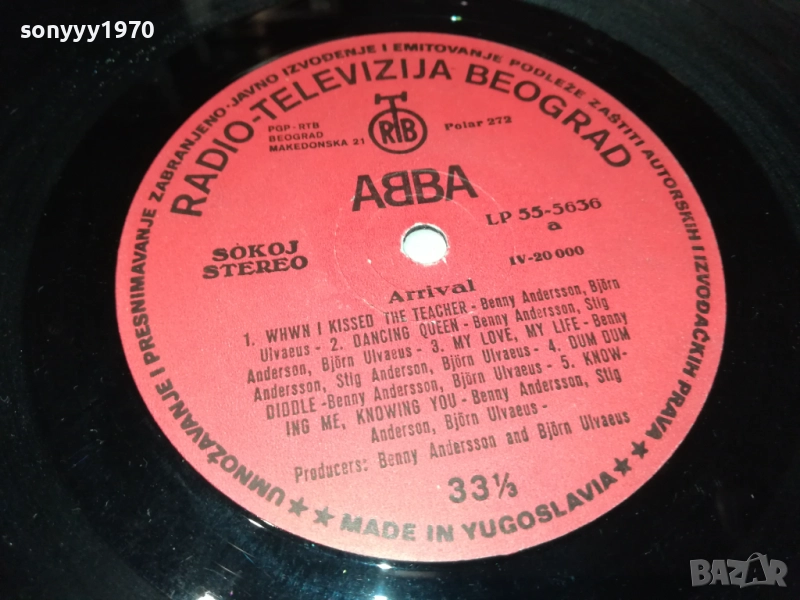 sonyyy1970
UMNOŽAVANJE I PRESNIMAVANJE ZABRANJENO·JAVNO IZVOĐENJE I EMITOVANJE PODLEŽE ZAŠTITI AUTORSKIH I IZVOĐAČKIH PRAVA
RADIO-TELEVIZIJA BEOGRAD
PGP-RTB
BEOGRAD
MAKEDONSKA 21
RTB
Polar 272
ABBA
SOKOJ
STEREO
LP 55-5636
a
IV-20 000
Arrival
1. WHWN I KISSED THE TEACHER - Benny Andersson, Björn
Ulvaeus - 2. DANCING QUEEN - Benny Andersson, Stig
Anderson, Björn Ulvaeus - 3. MY LOVE, MY LIFE - Benny
Andersson, Stig Anderson, Björn Ulvaeus - 4. DUM DUM
DIDDLE -Benny Andersson, Björn Ulvaeus - 5. KNOW-
ING ME, KNOWING YOU - Benny Andersson, Stig
Anderson, Björn Ulvaeus -
Producers: Benny Andersson and Björn Ulvaeus
33⅓
★★ MADE IN YUGOSLAVIA ★★
BAZAR